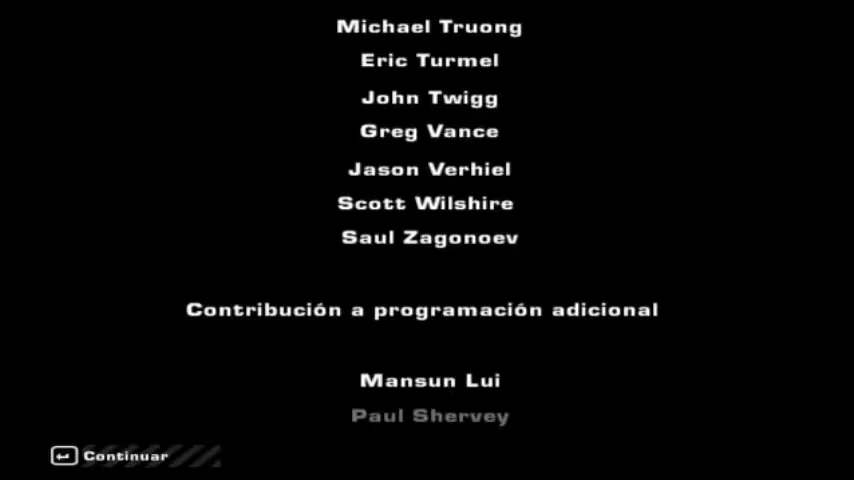 Michael Truong
Eric Turmel
John Twigg
Greg Vance
Jason Verhiel
Scott Wilshire
Saul Zagonoev
Contribución a programación adicional
Mansun Lui
Paul Shervey
Continuar